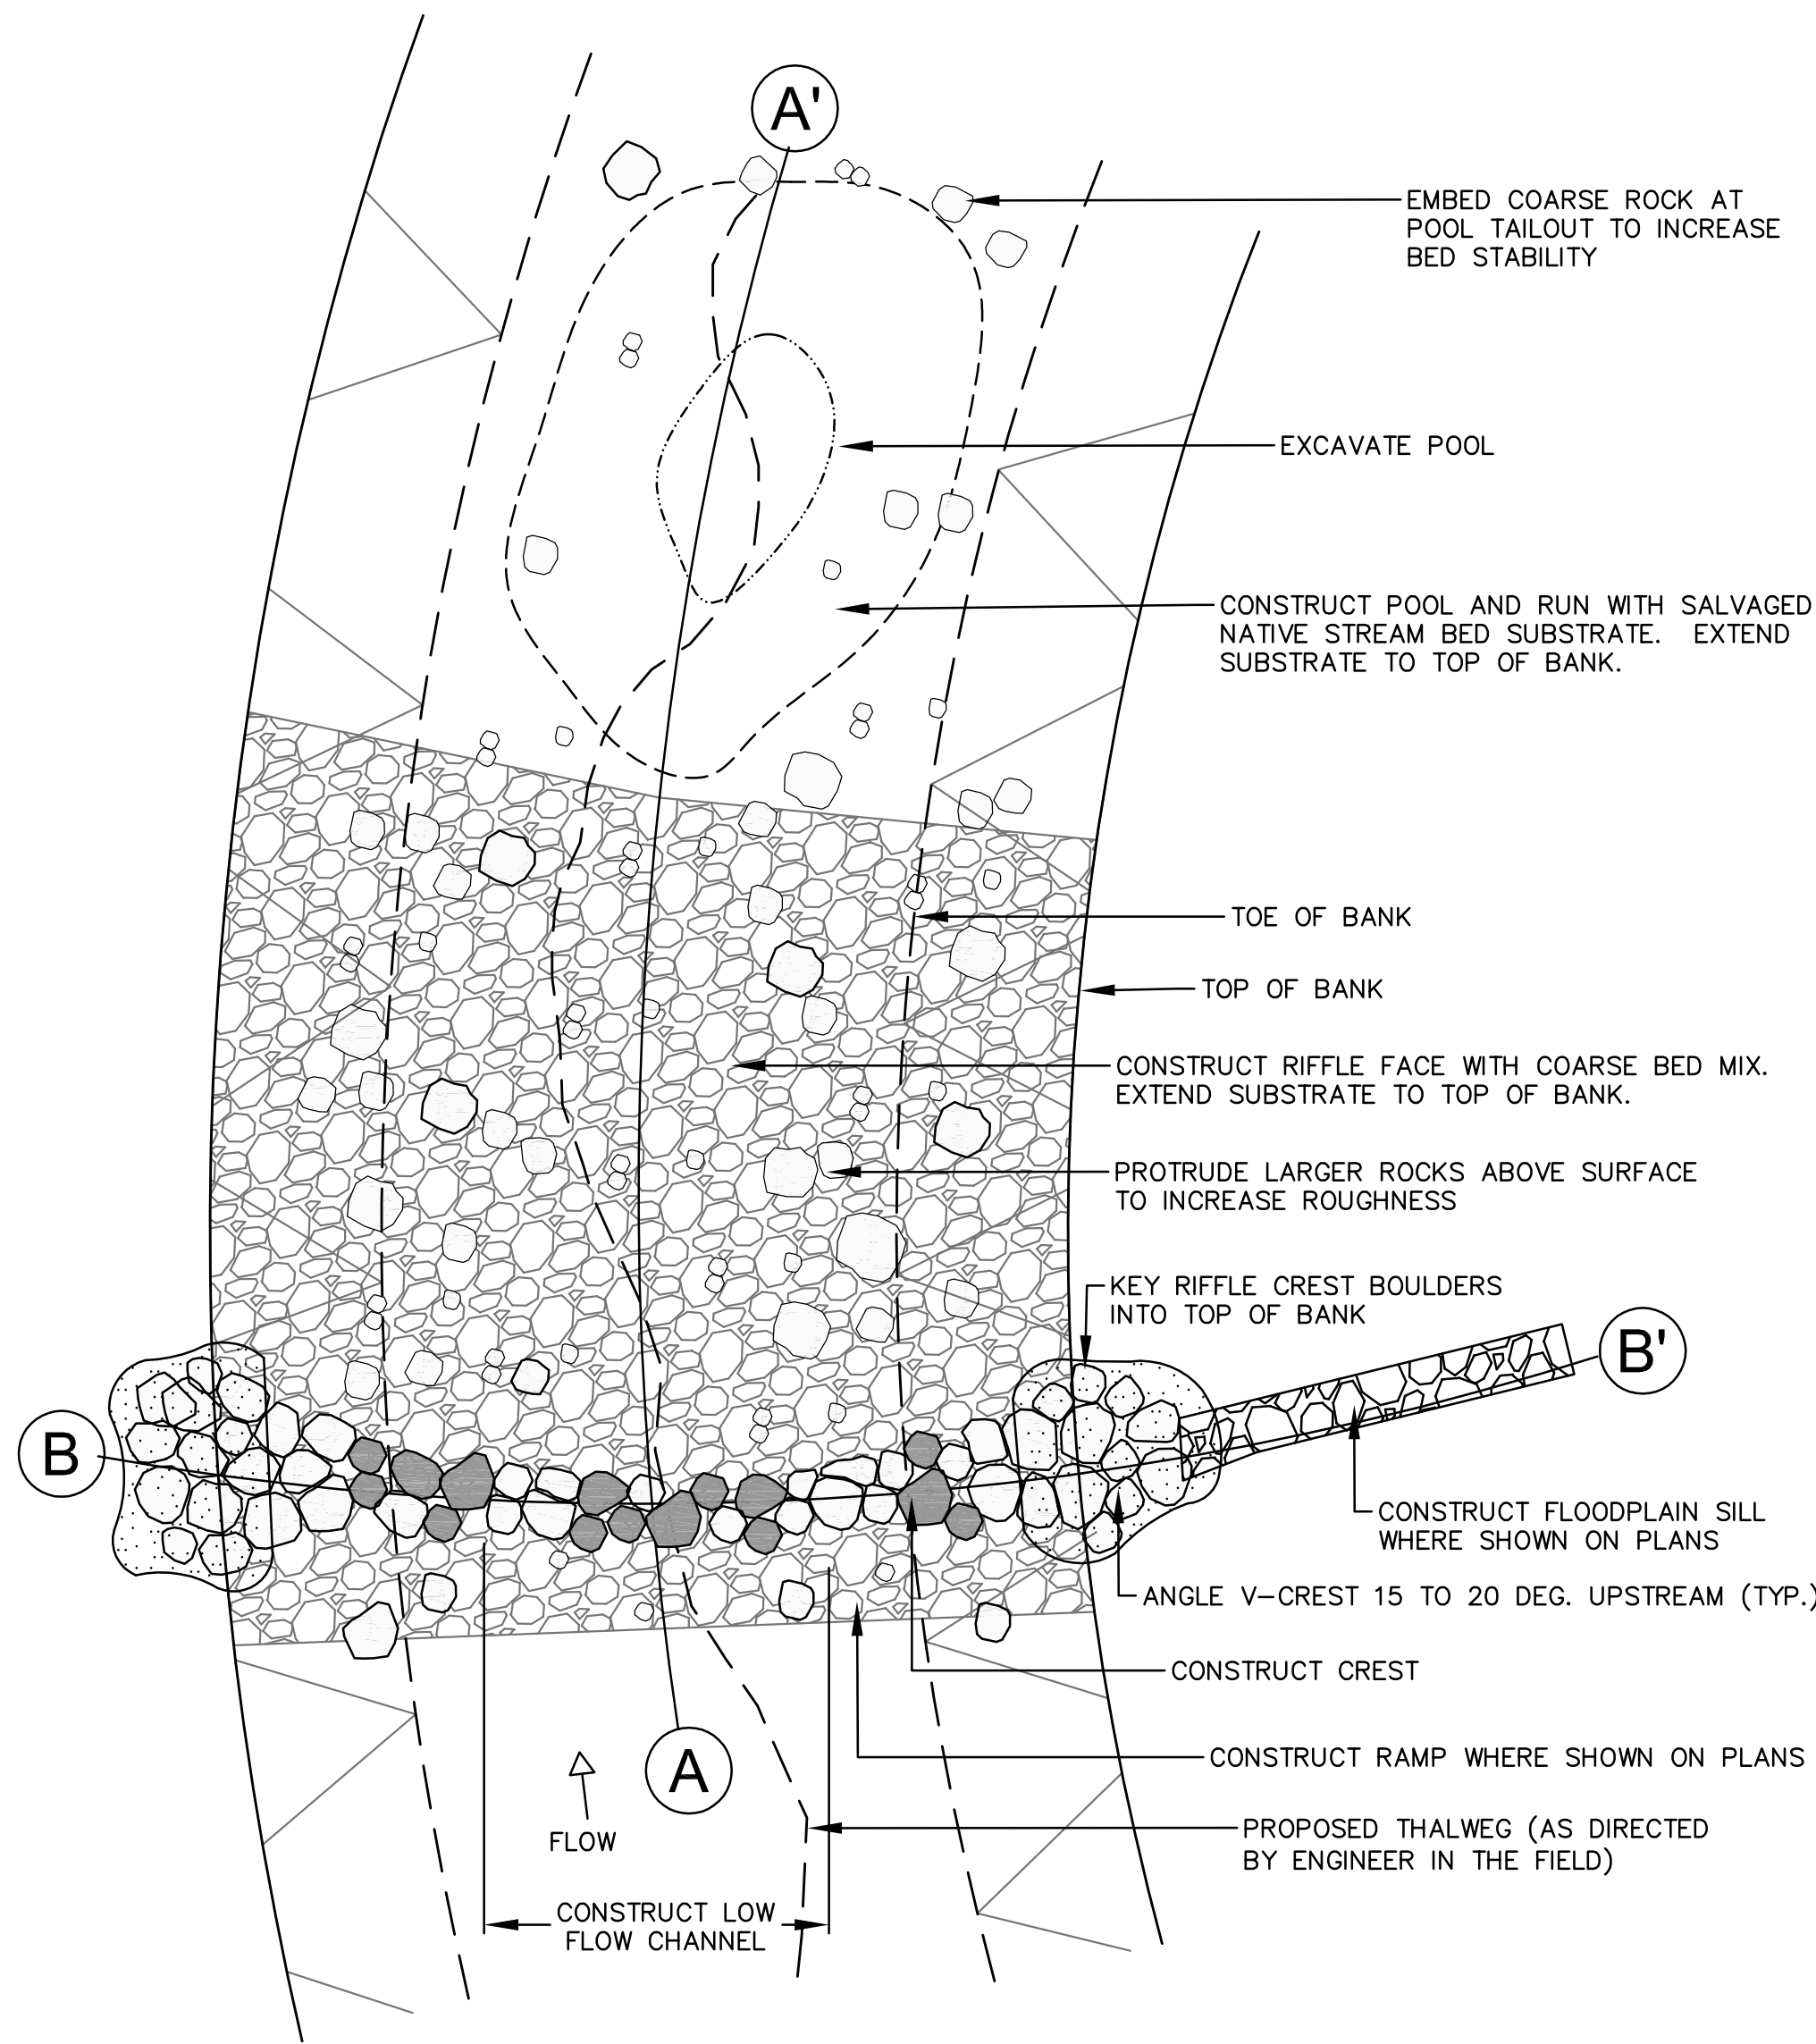 A'
EMBED COARSE ROCK AT
POOL TAILOUT TO INCREASE
BED STABILITY
EXCAVATE POOL
CONSTRUCT POOL AND RUN WITH SALVAGED
NATIVE STREAM BED SUBSTRATE.  EXTEND
SUBSTRATE TO TOP OF BANK.
TOE OF BANK
TOP OF BANK
CONSTRUCT RIFFLE FACE WITH COARSE BED MIX.
EXTEND SUBSTRATE TO TOP OF BANK.
PROTRUDE LARGER ROCKS ABOVE SURFACE
TO INCREASE ROUGHNESS
KEY RIFFLE CREST BOULDERS
INTO TOP OF BANK
B'
B
CONSTRUCT FLOODPLAIN SILL
WHERE SHOWN ON PLANS
ANGLE V-CREST 15 TO 20 DEG. UPSTREAM (TYP.)
CONSTRUCT CREST
CONSTRUCT RAMP WHERE SHOWN ON PLANS
A
FLOW
PROPOSED THALWEG (AS DIRECTED
BY ENGINEER IN THE FIELD)
CONSTRUCT LOW
FLOW CHANNEL